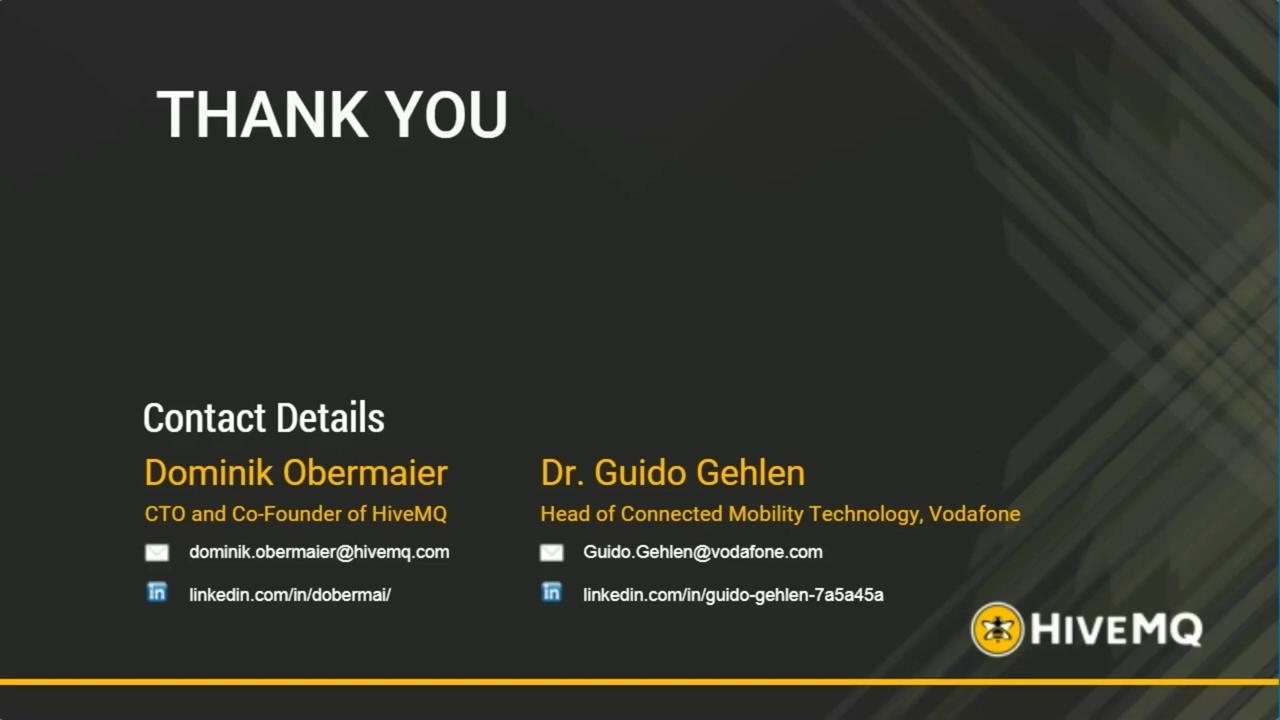 THANK YOU
Contact Details
Dominik Obermaier
CTO and Co-Founder of HiveMQ
dominik.obermaier@hivemq.com
linkedin.com/in/dobermai/
Dr. Guido Gehlen
Head of Connected Mobility Technology, Vodafone
Guido.Gehlen@vodafone.com
linkedin.com/in/guido-gehlen-7a5a45a
HIVEMQ